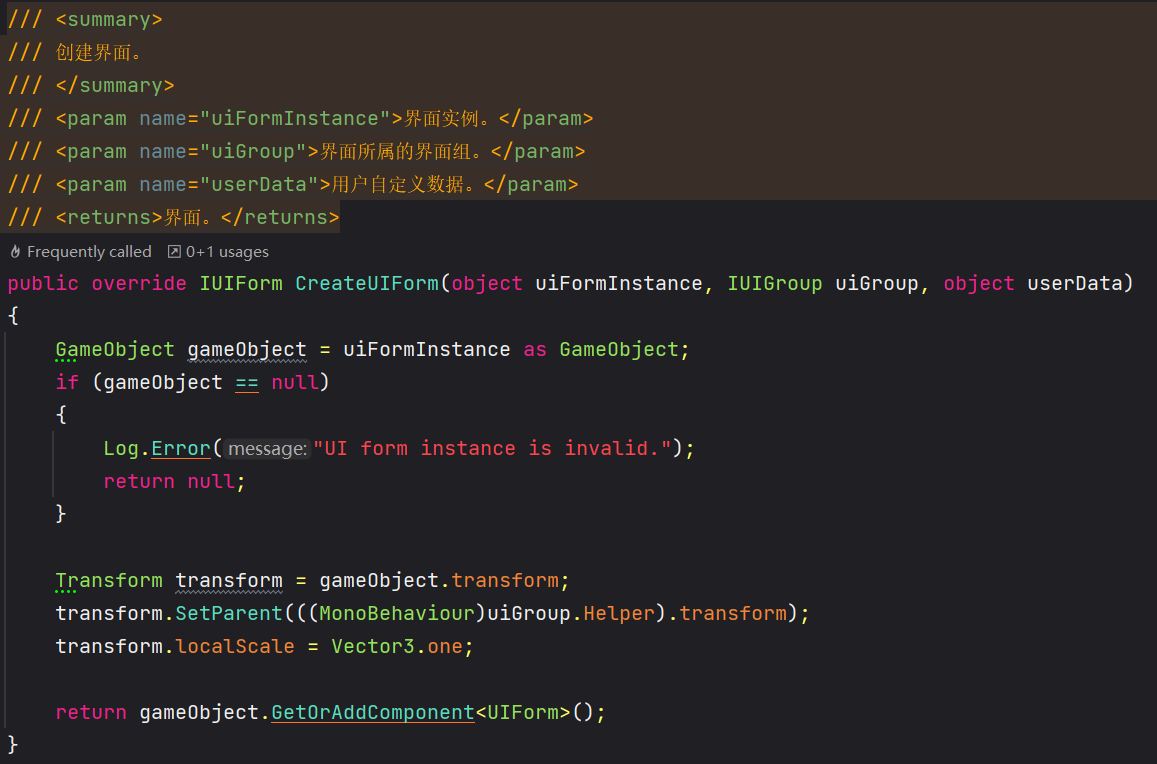 /// <summary>
/// 创建界面。
/// </summary>
/// <param name="uiFormInstance">界面实例。</param>
/// <param name="uiGroup">界面所属的界面组。</param>
/// <param name="userData">用户自定义数据。</param>
/// <returns>界面。</returns>
Frequently called 0+1 usages
public override IUIForm CreateUIForm(object uiFormInstance, IUIGroup uiGroup, object userData)
{
    GameObject gameObject = uiFormInstance as GameObject;
    if (gameObject == null)
    {
        Log.Error(message:"UI form instance is invalid.");
        return null;
    }

    Transform transform = gameObject.transform;
    transform.SetParent(((MonoBehaviour)uiGroup.Helper).transform);
    transform.localScale = Vector3.one;

    return gameObject.GetOrAddComponent<UIForm>();
}